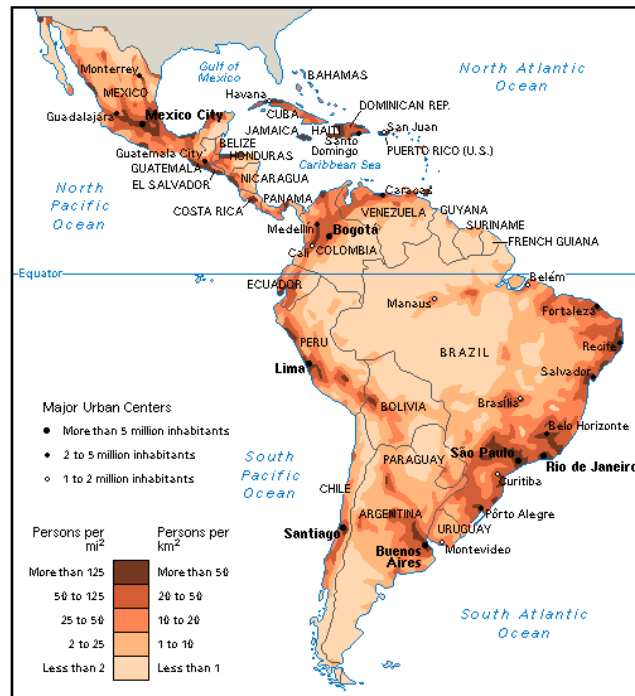 Gulf of
Mexico
North Atlantic
Ocean
BAHAMAS
Monterrey
MEXICO
Havana
CUBA
DOMINICAN REP.
Guadalajara
Mexico City
JAMAICA
HAITI
San Juan
BELIZE
Santo
Domingo
PUERTO RICO (U.S.)
Guatemala City
HONDURAS
Caribbean Sea
GUATEMALA
NICARAGUA
EL SALVADOR
North
Pacific
Ocean
PANAMA
Caracas
COSTA RICA
VENEZUELA
GUYANA
Medellín
SURINAME
Bogotá
FRENCH GUIANA
Cali
COLOMBIA
Equator
ECUADOR
Belém
Manaus
Fortaleza
PERU
BRAZIL
Recife
Lima
Salvador
Brasília
BOLIVIA
Belo Horizonte
PARAGUAY
São Paulo
Rio de Janeiro
Curitiba
South
Pacific
Ocean
CHILE
ARGENTINA
Pôrto Alegre
Santiago
URUGUAY
Buenos
Aires
Montevideo
South Atlantic
Ocean
Major Urban Centers
More than 5 million inhabitants
2 to 5 million inhabitants
1 to 2 million inhabitants
Persons per
mi²
Persons per
km²
More than 125
More than 50
50 to 125
20 to 50
25 to 50
10 to 20
2 to 25
1 to 10
Less than 2
Less than 1